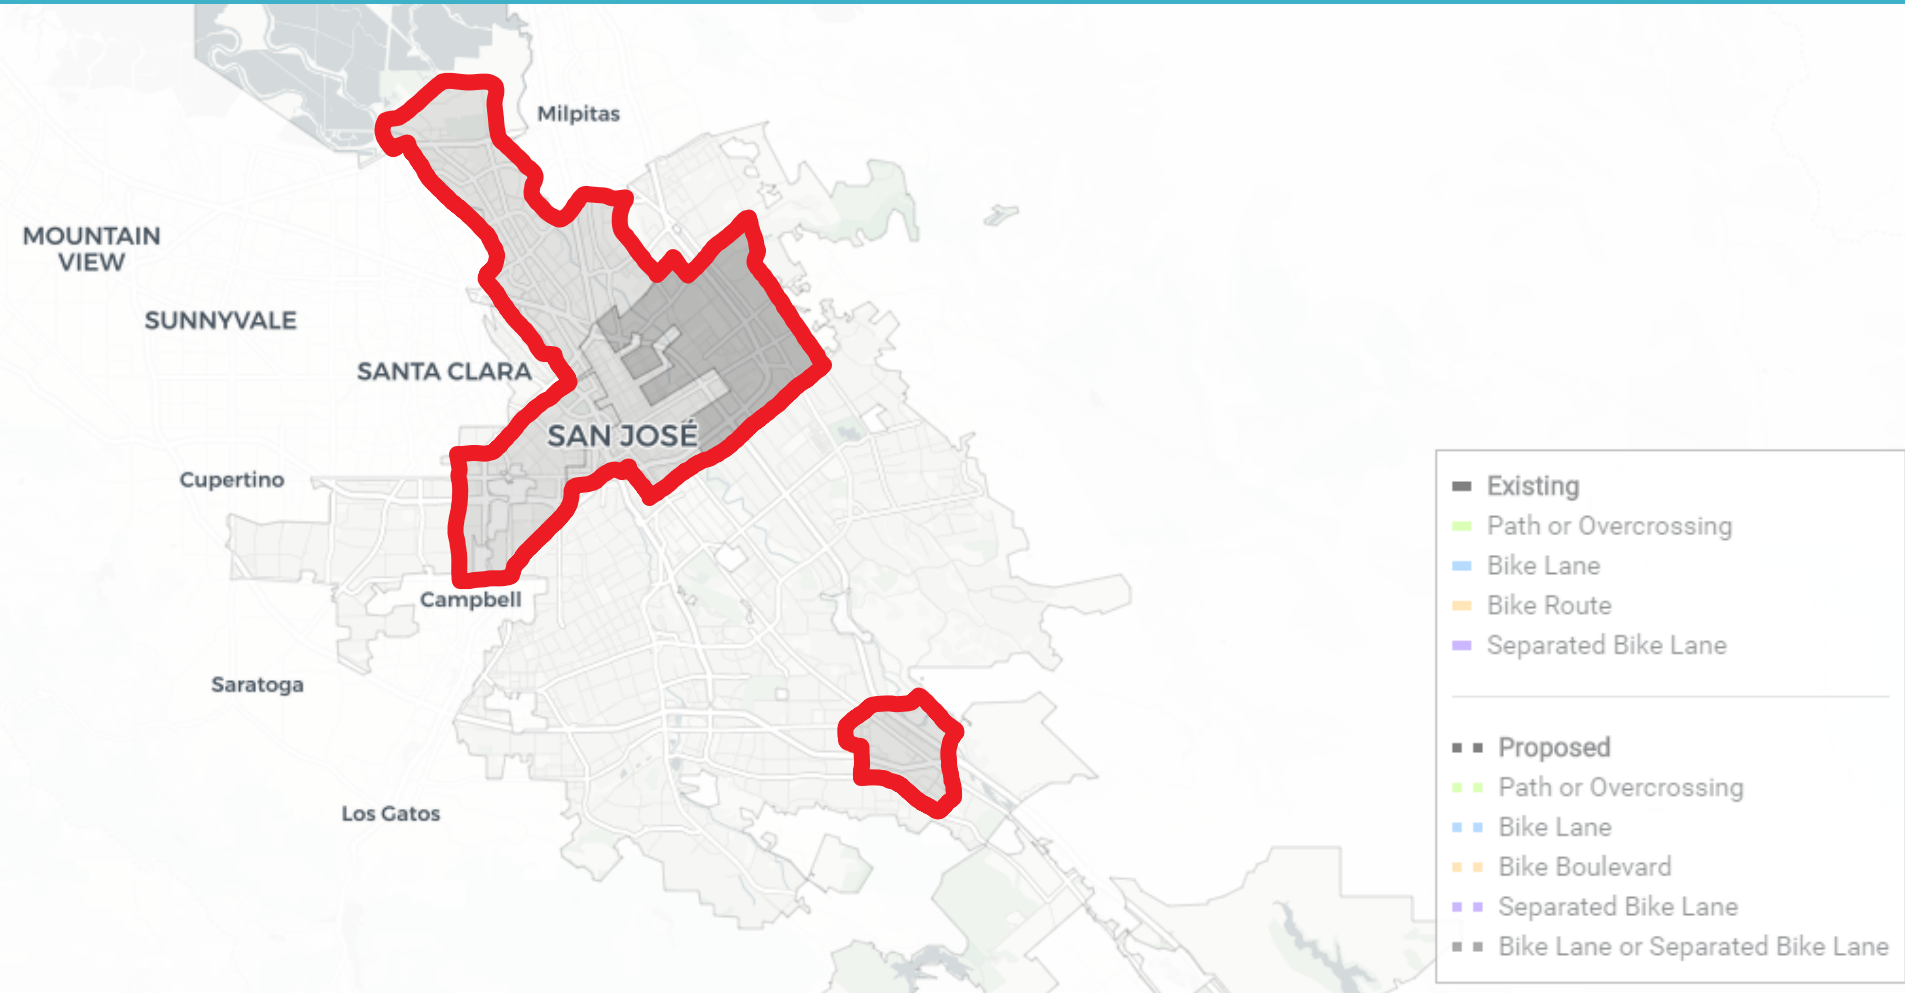 Milpitas
MOUNTAIN
VIEW
SUNNYVALE
SANTA CLARA
SAN JOSÉ
Cupertino
Campbell
Saratoga
Los Gatos
Existing
Path or Overcrossing
Bike Lane
Bike Route
Separated Bike Lane
Proposed
Path or Overcrossing
Bike Lane
Bike Boulevard
Separated Bike Lane
Bike Lane or Separated Bike Lane